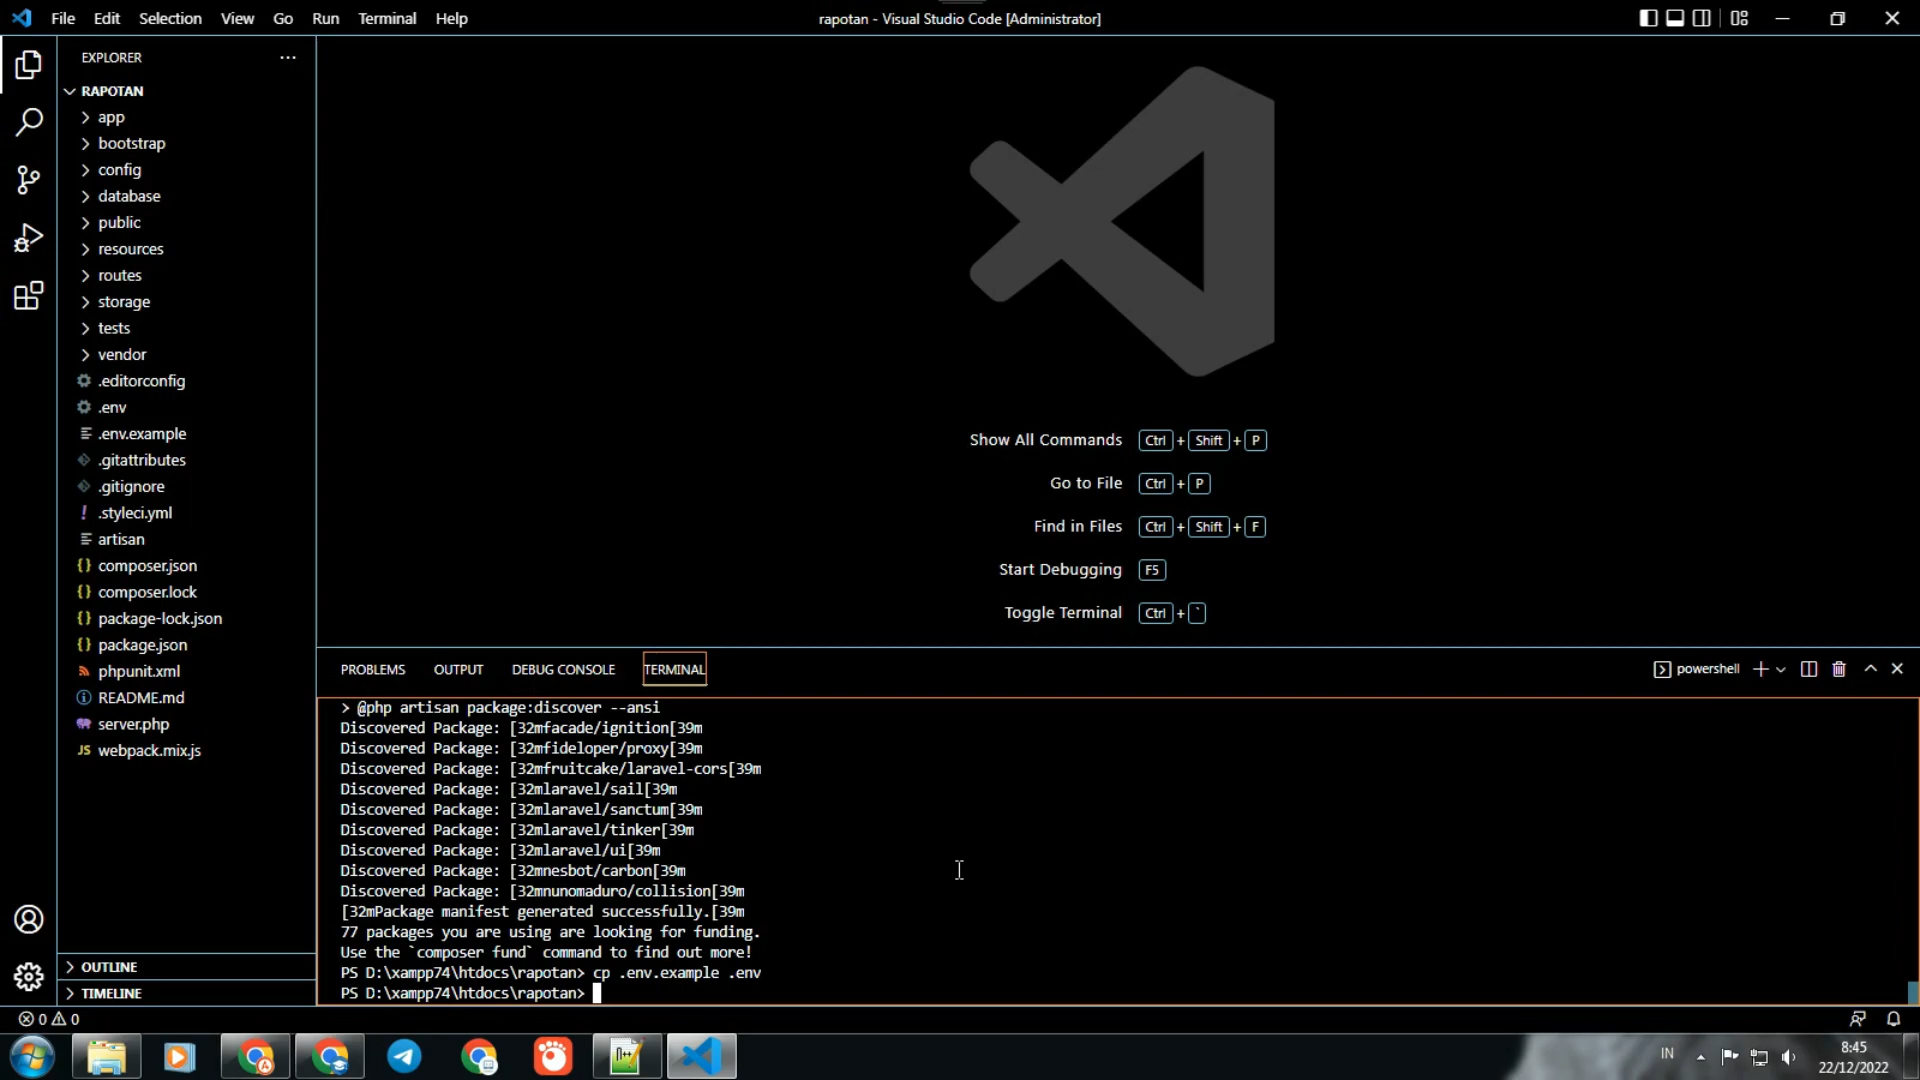 File Edit Selection View Go Run Terminal Help
rapotan - Visual Studio Code [Administrator]
EXPLORER
RAPOTAN
app
bootstrap
config
database
public
resources
routes
storage
tests
vendor
.editorconfig
.env
.env.example
.gitattributes
.gitignore
.styleci.yml
artisan
composer.json
composer.lock
package-lock.json
package.json
phpunit.xml
README.md
server.php
JS webpack.mix.js
OUTLINE
TIMELINE
Show All Commands Ctrl + Shift + P
Go to File Ctrl + P
Find in Files Ctrl + Shift + F
Start Debugging F5
Toggle Terminal Ctrl + `
PROBLEMS OUTPUT DEBUG CONSOLE TERMINAL
powershell
> @php artisan package:discover --ansi
Discovered Package: [32mfacade/ignition[39m
Discovered Package: [32mfideloper/proxy[39m
Discovered Package: [32mfruitcake/laravel-cors[39m
Discovered Package: [32mlaravel/sail[39m
Discovered Package: [32mlaravel/sanctum[39m
Discovered Package: [32mlaravel/tinker[39m
Discovered Package: [32mlaravel/ui[39m
Discovered Package: [32mnesbot/carbon[39m
Discovered Package: [32mnunomaduro/collision[39m
[32mPackage manifest generated successfully.[39m
77 packages you are using are looking for funding.
Use the `composer fund` command to find out more!
PS D:\xampp74\htdocs\rapotan> cp .env.example .env
PS D:\xampp74\htdocs\rapotan>
0 0
IN
8:45
22/12/2022